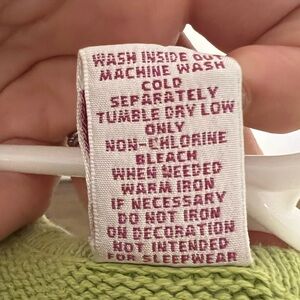 WASH INSIDE OUT
MACHINE WASH
COLD
SEPARATELY
TUMBLE DRY LOW
ONLY
NON-CHLORINE
BLEACH
WHEN NEEDED
WARM IRON
IF NECESSARY
DO NOT IRON
ON DECORATION
NOT INTENDED
FOR SLEEPWEAR